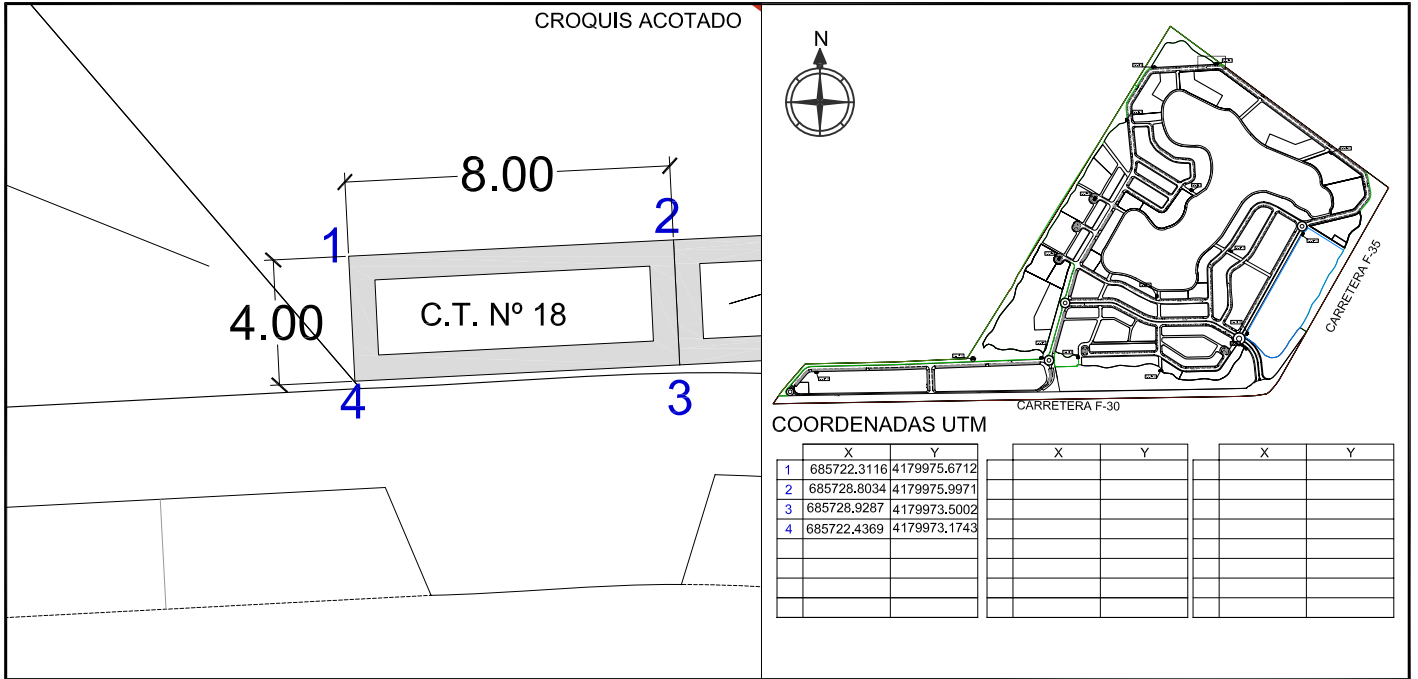 CROQUIS ACOTADO
8.00
1
2
4.00
C.T. Nº 18
4
3
N
CARRETERA F-35
CARRETERA F-30
COORDENADAS UTM
X Y X Y X Y
1 685722.3116 4179975.6712
2 685728.8034 4179975.9971
3 685728.9287 4179973.5002
4 685722.4369 4179973.1743